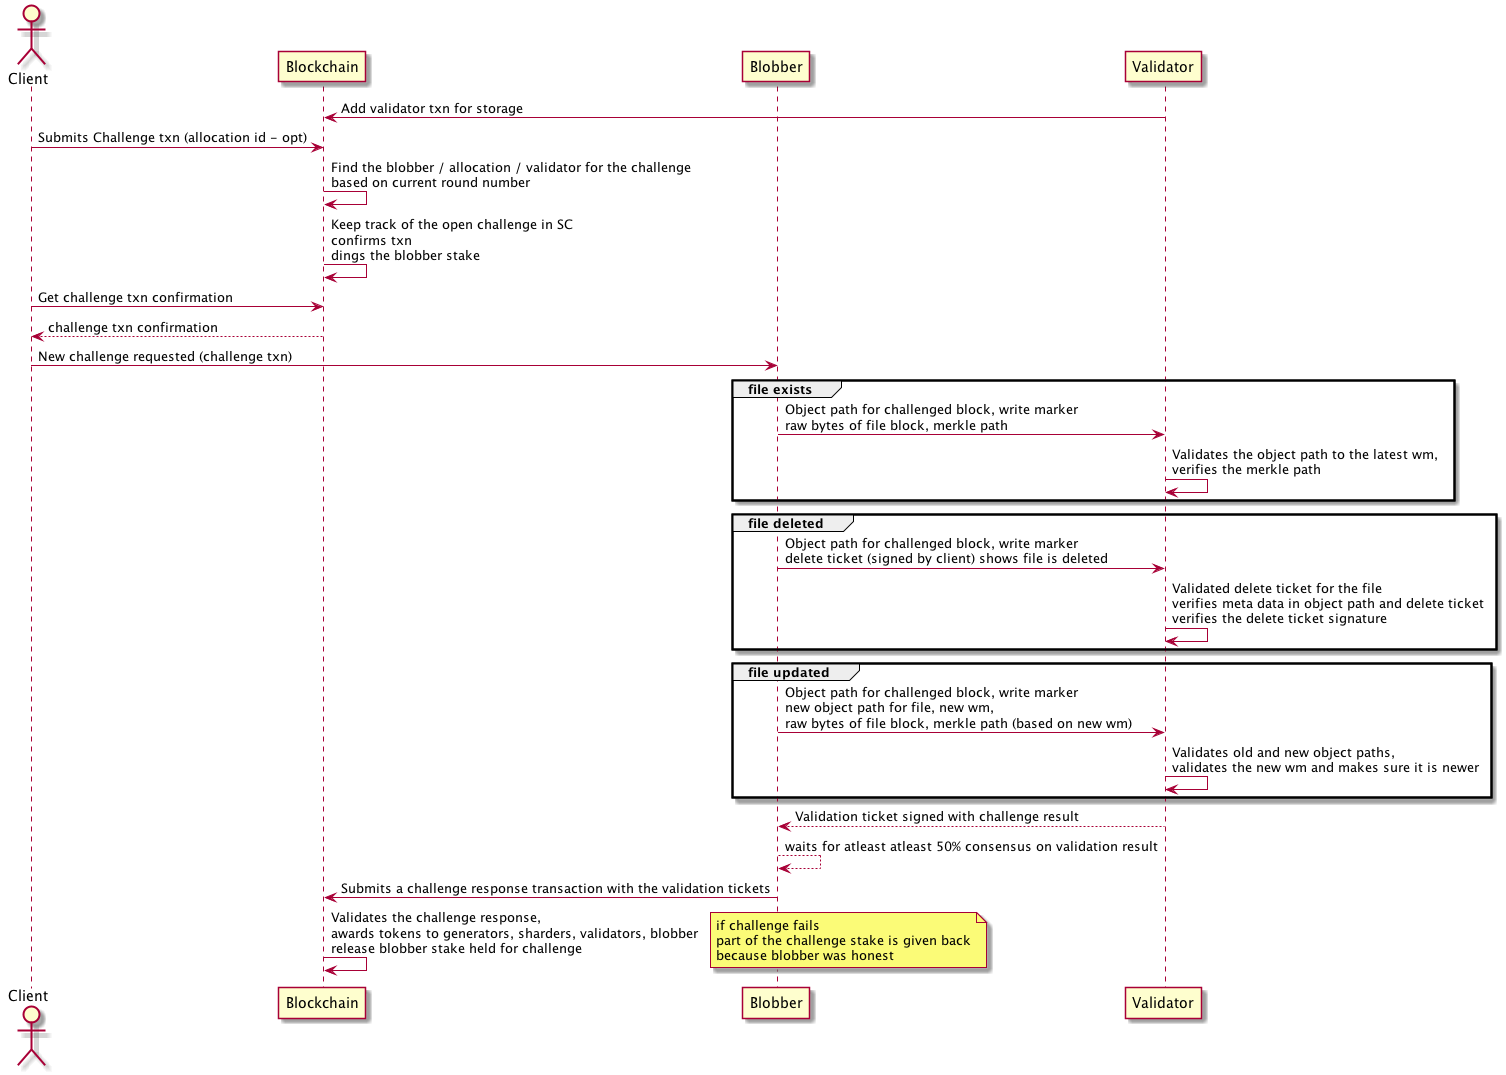 Client
Blockchain
Blobber
Validator
Add validator txn for storage
Submits Challenge txn (allocation id - opt)
Find the blobber / allocation / validator for the challenge
based on current round number
Keep track of the open challenge in SC
confirms txn
dings the blobber stake
Get challenge txn confirmation
challenge txn confirmation
New challenge requested (challenge txn)
file exists
Object path for challenged block, write marker
raw bytes of file block, merkle path
Validates the object path to the latest wm,
verifies the merkle path
file deleted
Object path for challenged block, write marker
delete ticket (signed by client) shows file is deleted
Validated delete ticket for the file
verifies meta data in object path and delete ticket
verifies the delete ticket signature
file updated
Object path for challenged block, write marker
new object path for file, new wm,
raw bytes of file block, merkle path (based on new wm)
Validates old and new object paths,
validates the new wm and makes sure it is newer
Validation ticket signed with challenge result
waits for atleast atleast 50% consensus on validation result
Submits a challenge response transaction with the validation tickets
Validates the challenge response,
awards tokens to generators, sharders, validators, blobber
release blobber stake held for challenge
if challenge fails
part of the challenge stake is given back
because blobber was honest
Client
Blockchain
Blobber
Validator